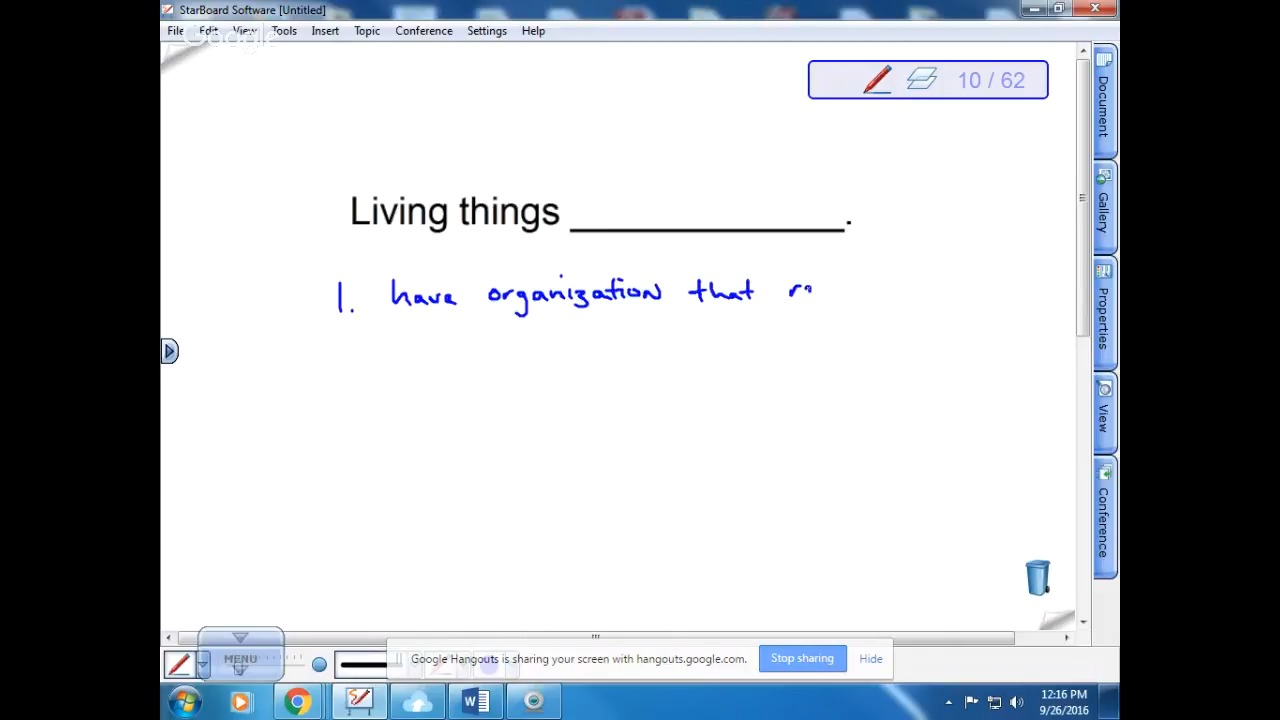 StarBoard Software [Untitled]
File Edit View Tools Insert Topic Conference Settings Help
Google
10 / 62
Document
Gallery
Properties
View
Conference
Living things _______________.
1. have organization that
MENU
Google Hangouts is sharing your screen with hangouts.google.com. Stop sharing Hide
12:16 PM
9/26/2016